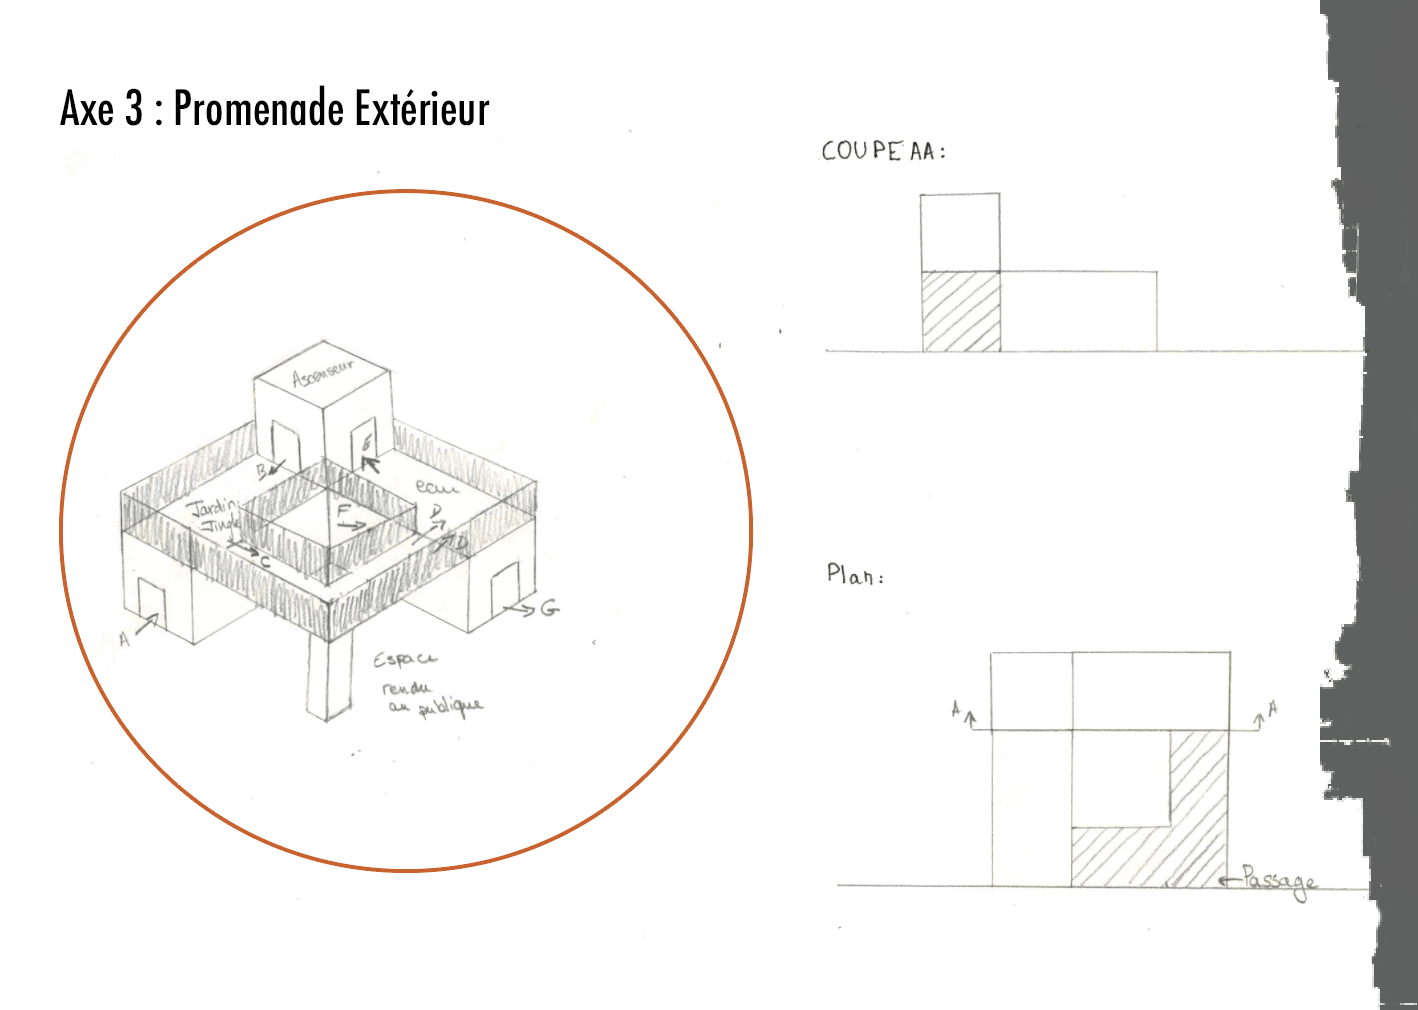 Axe 3 : Promenade Extérieur
COUPE AA:
Ascenseur
E
B
eau
Jardin
Jingle
F
D
D
C
A
G
Espace
rendu
au publique
Plan:
A
A
Passage